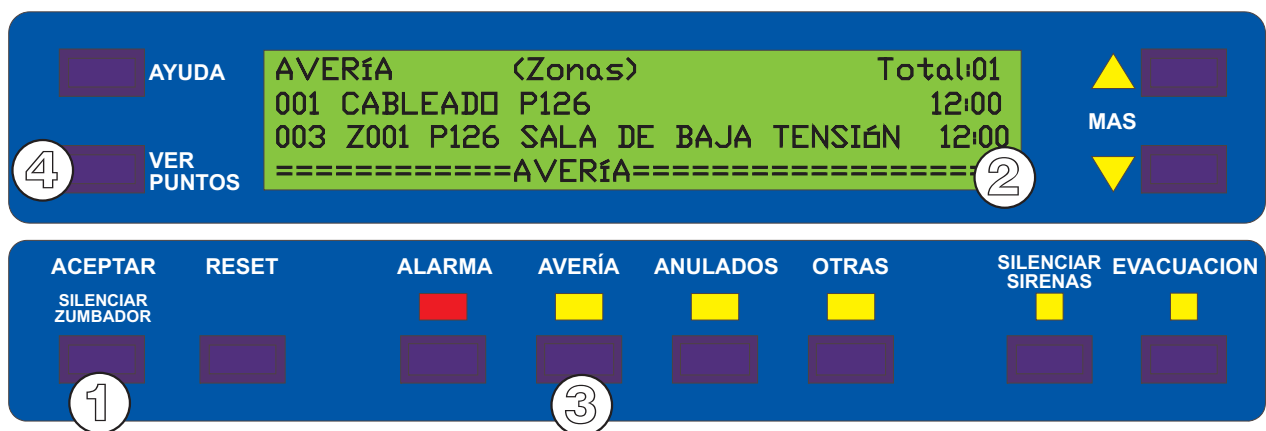 AYUDA
AVERíA (Zonas) Total:01
001 CABLEADO P126 12:00
003 Z001 P126 SALA DE BAJA TENSIóN 12:00
============AVERíA==================
MAS
4
VER
PUNTOS
2
ACEPTAR RESET ALARMA AVERÍA ANULADOS OTRAS SILENCIAR SIRENAS EVACUACION
SILENCIAR
ZUMBADOR
1
3